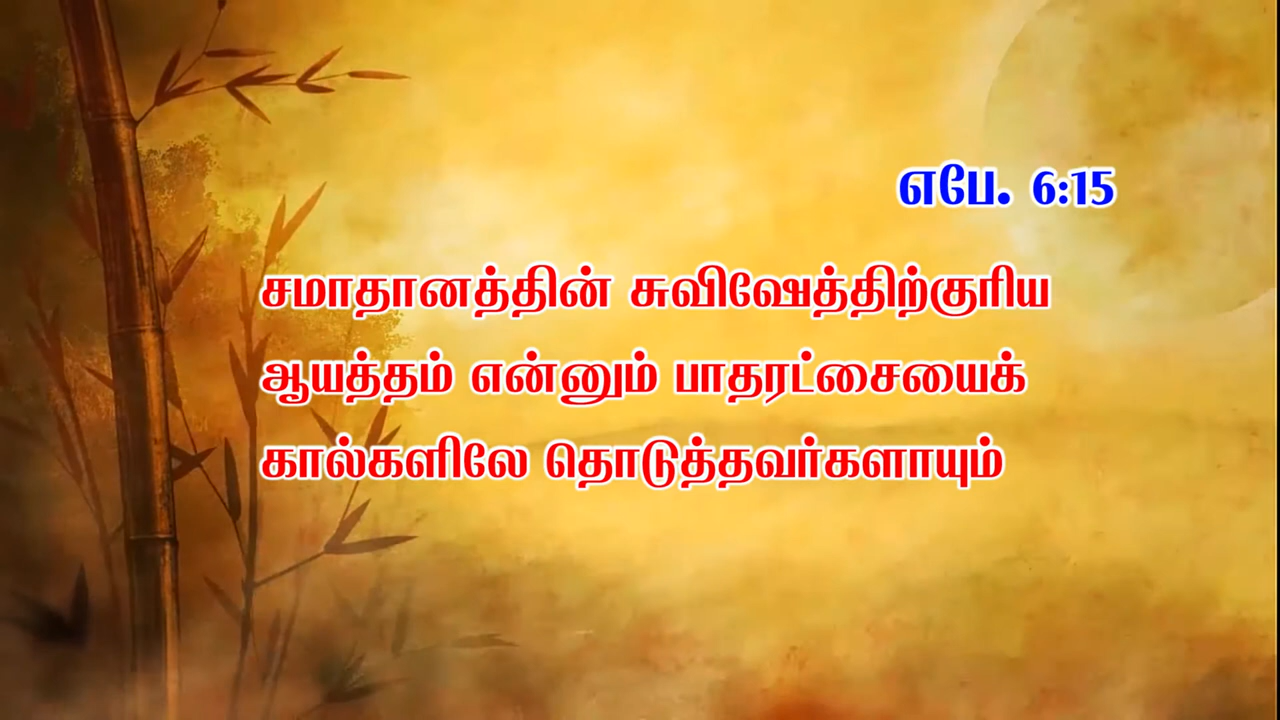 எபே. 6:15
சமாதானத்தின் சுவிஷேத்திற்குரிய
ஆயத்தம் என்னும் பாதரட்சையைக்
கால்களிலே தொடுத்தவர்களாயும்